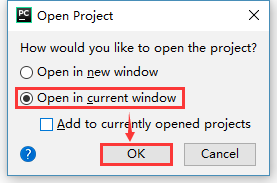 PC Open Project
How would you like to open the project?
Open in new window
Open in current window
Add to currently opened projects
? OK Cancel